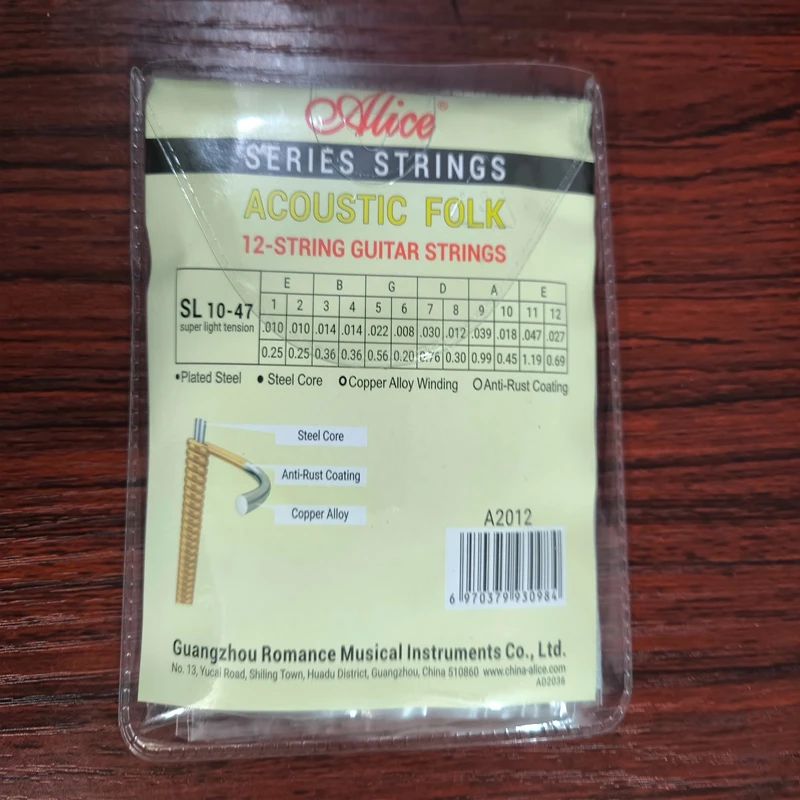 Alice®
SERIES STRINGS
ACOUSTIC FOLK
12-STRING GUITAR STRINGS
SL 10-47
super light tension
E B G D A E
1 2 3 4 5 6 7 8 9 10 11 12
.010 .010 .014 .014 .022 .008 .030 .012 .039 .018 .047 .027
0.25 0.25 0.36 0.36 0.56 0.20 0.76 0.30 0.99 0.45 1.19 0.69
•Plated Steel ● Steel Core OCopper Alloy Winding OAnti-Rust Coating
Steel Core
Anti-Rust Coating
Copper Alloy
A2012
6 970379 930984
Guangzhou Romance Musical Instruments Co., Ltd.
No. 13, Yucai Road, Shiling Town, Huadu District, Guangzhou, China 510860 www.china-alice.com
AD2036